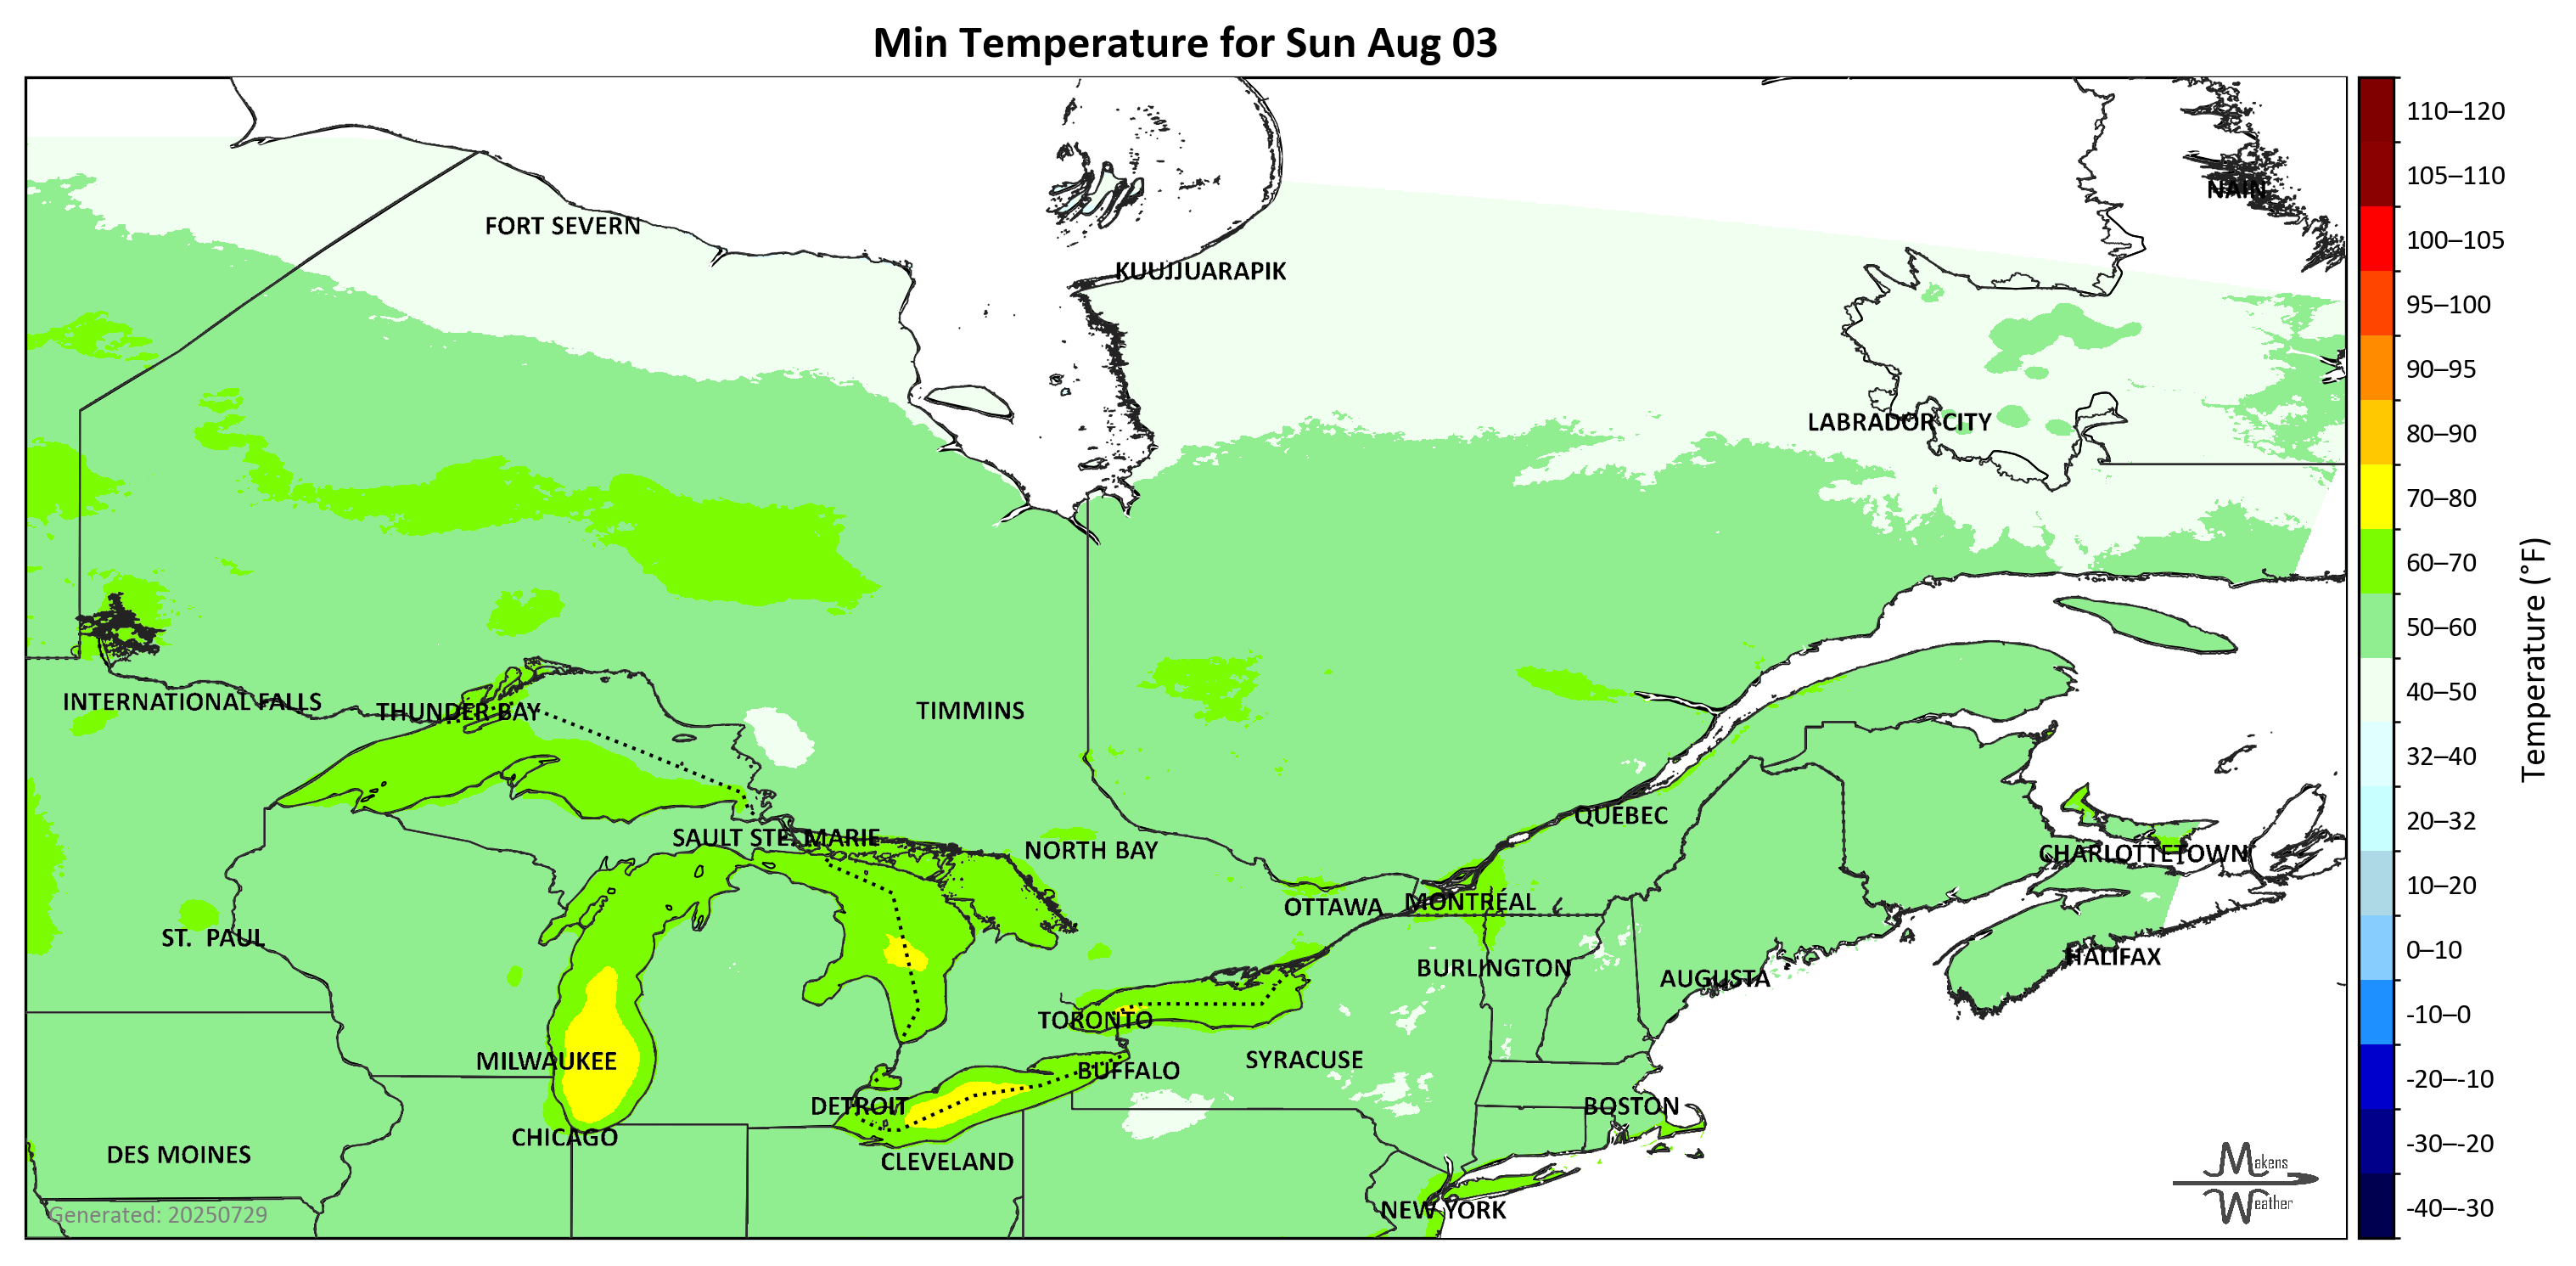 Min Temperature for Sun Aug 03
NAIN
FORT SEVERN
KUUJJUARAPIK
LABRADOR CITY
INTERNATIONAL FALLS
THUNDER BAY
TIMMINS
QUÉBEC
SAULT STE. MARIE
NORTH BAY
CHARLOTTETOWN
OTTAWA
MONTRÉAL
ST. PAUL
HALIFAX
BURLINGTON
AUGUSTA
TORONTO
MILWAUKEE
SYRACUSE
BUFFALO
DETROIT
BOSTON
CHICAGO
DES MOINES
CLEVELAND
NEW YORK
Generated: 20250729
Makens
Weather
110–120
105–110
100–105
95–100
90–95
80–90
70–80
60–70
50–60
40–50
32–40
20–32
10–20
0–10
-10–0
-20–-10
-30–-20
-40–-30
Temperature (°F)